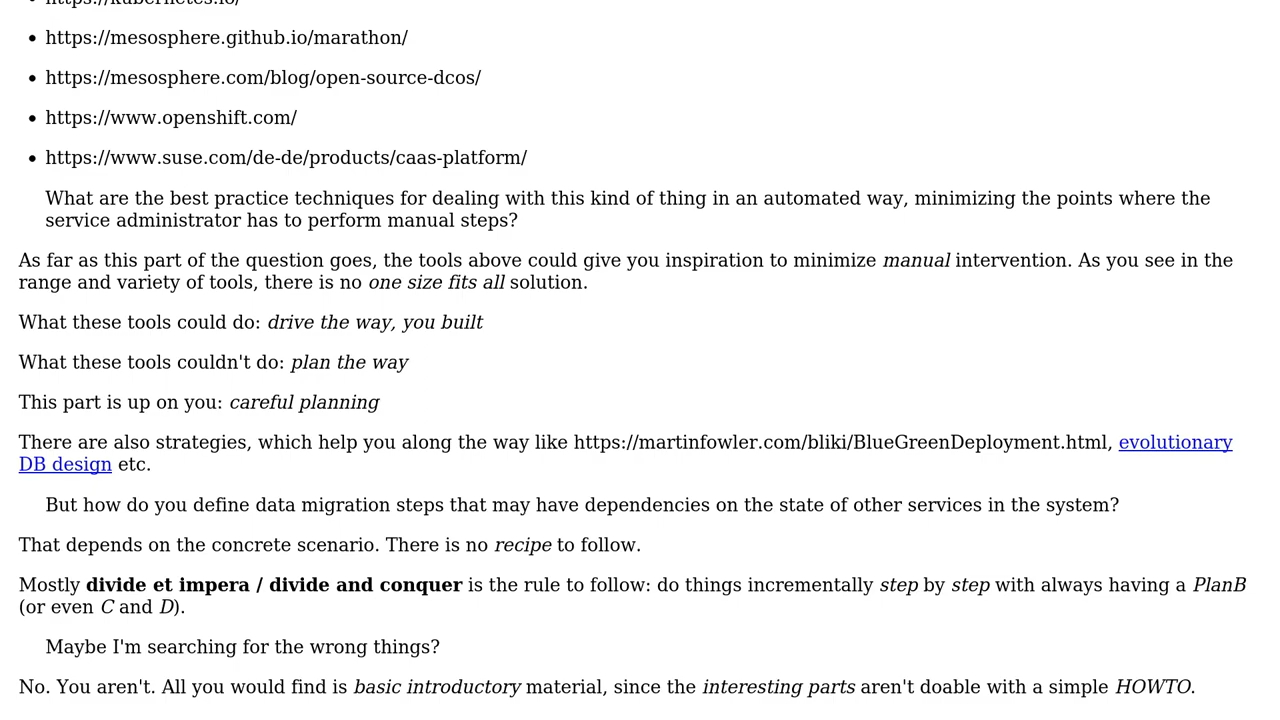 https://kubernetes.io/
https://mesosphere.github.io/marathon/
https://mesosphere.com/blog/open-source-dcos/
https://www.openshift.com/
https://www.suse.com/de-de/products/caas-platform/
What are the best practice techniques for dealing with this kind of thing in an automated way, minimizing the points where the
service administrator has to perform manual steps?
As far as this part of the question goes, the tools above could give you inspiration to minimize manual intervention. As you see in the
range and variety of tools, there is no one size fits all solution.
What these tools could do: drive the way, you built
What these tools couldn't do: plan the way
This part is up on you: careful planning
There are also strategies, which help you along the way like https://martinfowler.com/bliki/BlueGreenDeployment.html, evolutionary
DB design etc.
But how do you define data migration steps that may have dependencies on the state of other services in the system?
That depends on the concrete scenario. There is no recipe to follow.
Mostly divide et impera / divide and conquer is the rule to follow: do things incrementally step by step with always having a PlanB
(or even C and D).
Maybe I'm searching for the wrong things?
No. You aren't. All you would find is basic introductory material, since the interesting parts aren't doable with a simple HOWTO.